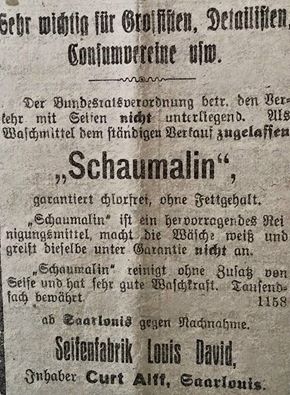 Sehr wichtig für Grossisten, Detaillisten,
Consumvereine usw.
Der Bundesratsverordnung betr. den Ver-
kehr mit Seifen nicht unterliegend. Als
Waschmittel dem ständigen Verkauf zugelassen
„Schaumalin“,
garantiert chlorfrei, ohne Fettgehalt.
„Schaumalin“ ist ein hervorragendes Rei
nigungsmittel, macht die Wäsche weiß und
greift dieselbe unter Garantie nicht an.
„Schaumalin“ reinigt ohne Zusatz von
Seife und hat sehr gute Waschkraft. Tausend-
fach bewährt. 1158
ab Saarlouis gegen Nachnahme.
Seifenfabrik Louis David,
Inhaber Curt Alff, Saarlouis.